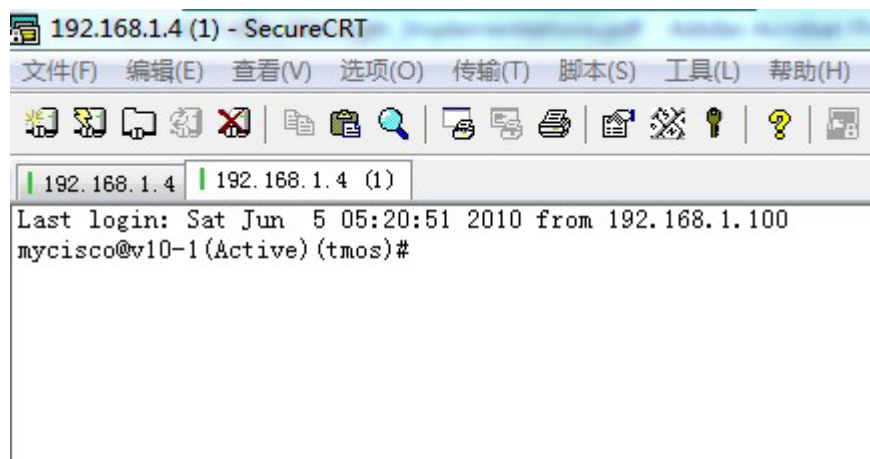 192.168.1.4 (1) - SecureCRT
文件(F) 编辑(E) 查看(V) 选项(O) 传输(T) 脚本(S) 工具(L) 帮助(H)
192.168.1.4 192.168.1.4 (1)
Last login: Sat Jun  5 05:20:51 2010 from 192.168.1.100
mycisco@v10-1(Active)(tmos)#